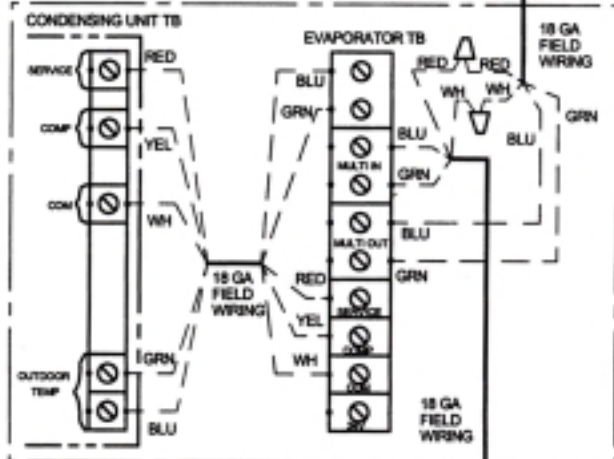 CONDENSING UNIT TB
SERVICE
COMP
COM
OUTDOOR
TEMP
RED
YEL
WH
GRN
BLU
18 GA
FIELD
WIRING
EVAPORATOR TB
BLU
GRN
RED
YEL
WH
MULTI IN
MULTI OUT
SERVICE
COMP
COM
BLU
GRN
BLU
GRN
RED
RED
WH
WH
BLU
GRN
18 GA
FIELD
WIRING
18 GA
FIELD
WIRING